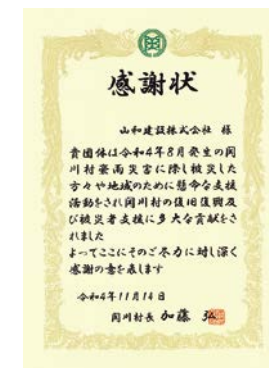 感謝状
山和建設株式会社 様
貴団体は令和4年8月発生の関
川村豪雨災害に際し被災した
方々や地域のために懸命な支援
活動をされ関川村の復旧復興及
び被災者支援に多大な貢献をさ
れました
よってここにそのご尽力に対し深く
感謝の意を表します
令和4年11月14日
関川村長 加藤 弘